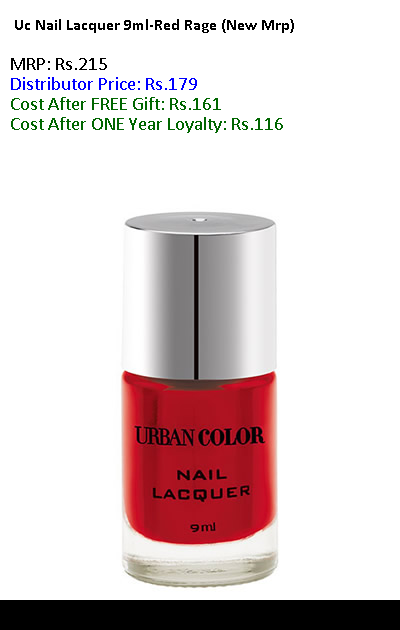 Uc Nail Lacquer 9ml-Red Rage (New Mrp)
MRP: Rs.215
Distributor Price: Rs.179
Cost After FREE Gift: Rs.161
Cost After ONE Year Loyalty: Rs.116
URBAN COLOR
NAIL
LACQUER
9ml